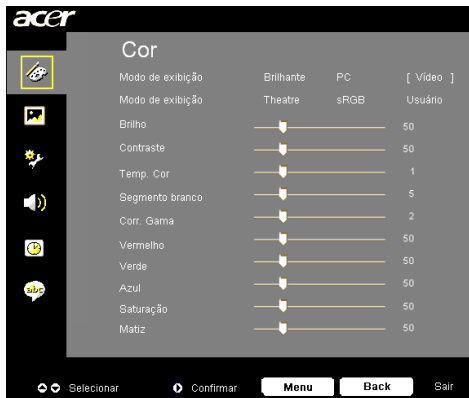 acer
Cor
Modo de exibição Brilhante PC [ Vídeo ]
Modo de exibição Theatre sRGB Usuário
Brilho 50
Contraste 50
Temp. Cor 1
Segmento branco 5
Corr. Gama 2
Vermelho 50
Verde 50
Azul 50
Saturação 50
Matiz 50
abc
Selecionar Confirmar Menu Back Sair